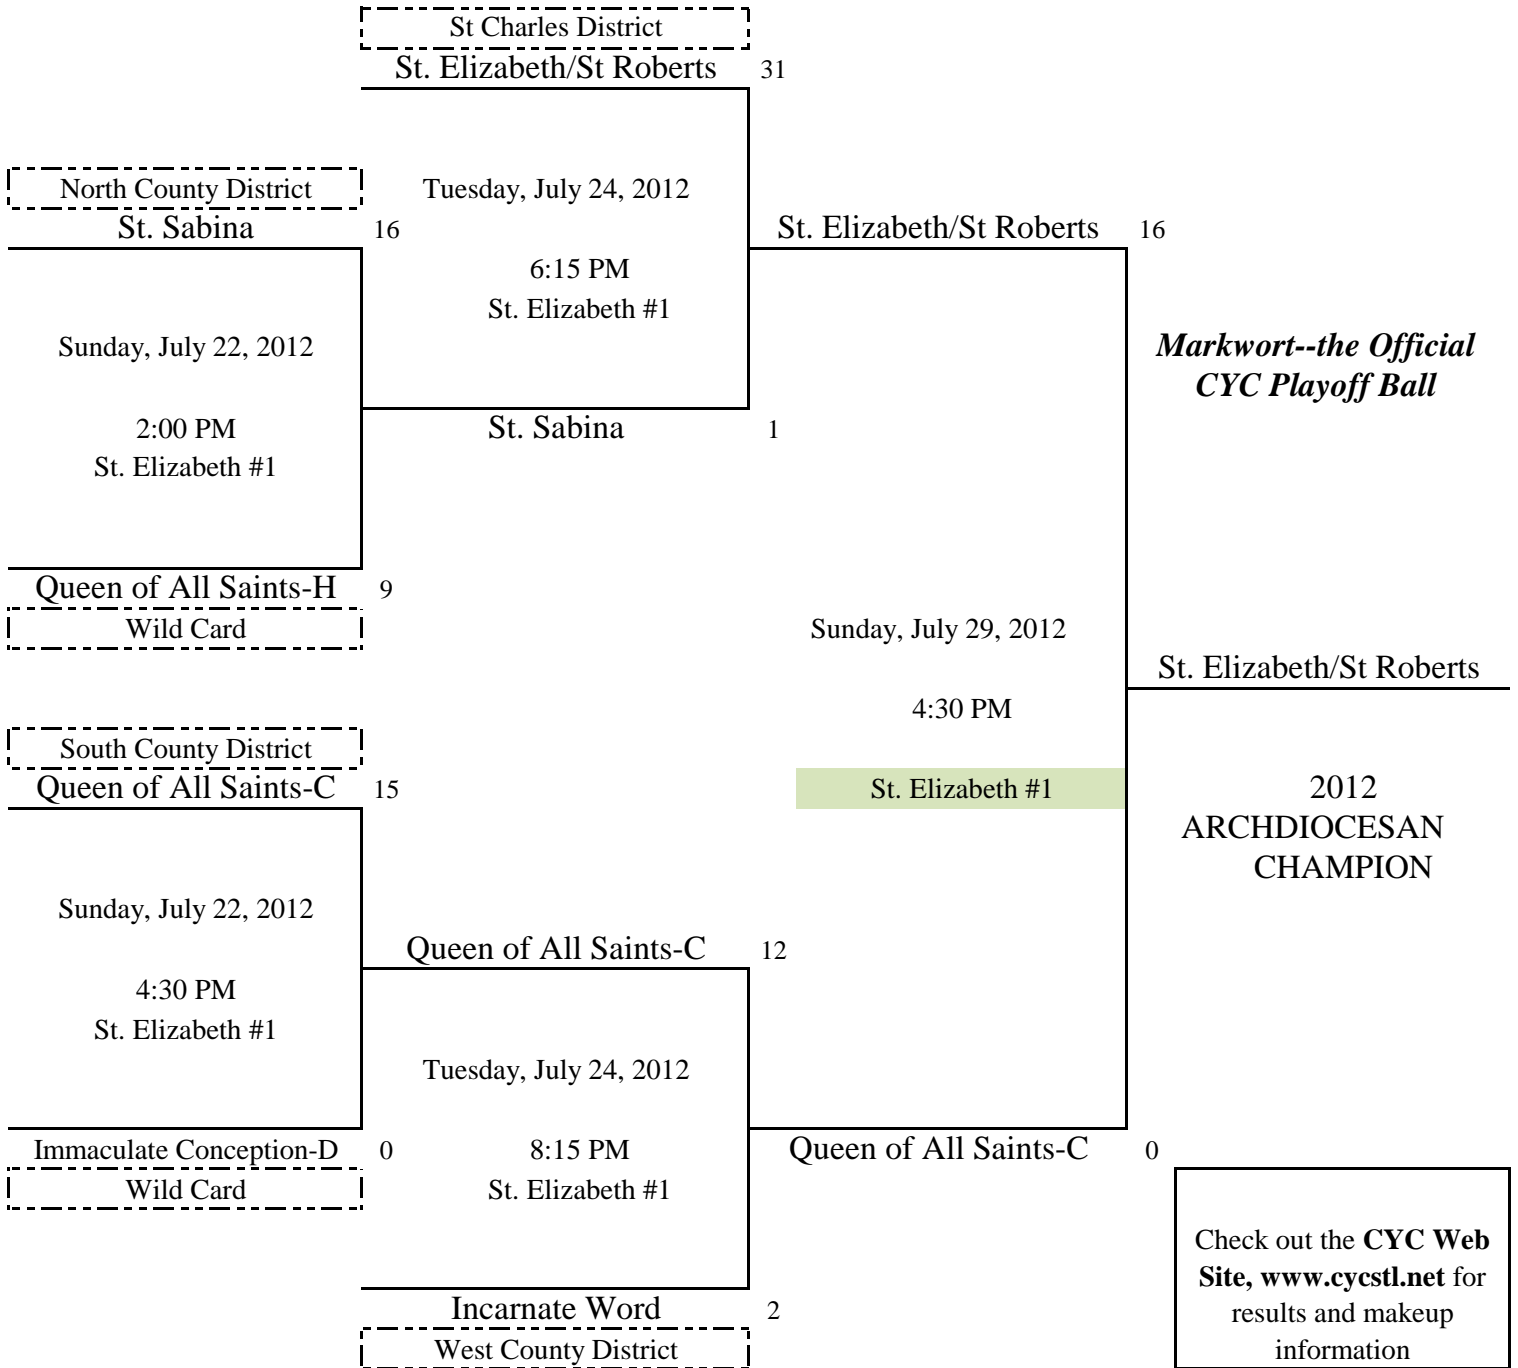 St Charles District
St. Elizabeth/St Roberts 31
North County District
Tuesday, July 24, 2012
St. Sabina 16
St. Elizabeth/St Roberts 16
6:15 PM
St. Elizabeth #1
Sunday, July 22, 2012
Markwort--the Official
CYC Playoff Ball
2:00 PM
St. Sabina 1
St. Elizabeth #1
Queen of All Saints-H 9
Wild Card
Sunday, July 29, 2012
St. Elizabeth/St Roberts
4:30 PM
South County District
Queen of All Saints-C 15
St. Elizabeth #1
2012
ARCHDIOCESAN
CHAMPION
Sunday, July 22, 2012
Queen of All Saints-C 12
4:30 PM
St. Elizabeth #1
Tuesday, July 24, 2012
Immaculate Conception-D 0
8:15 PM
Queen of All Saints-C 0
Wild Card
St. Elizabeth #1
Check out the CYC Web
Site, www.cycstl.net for
results and makeup
information
Incarnate Word 2
West County District